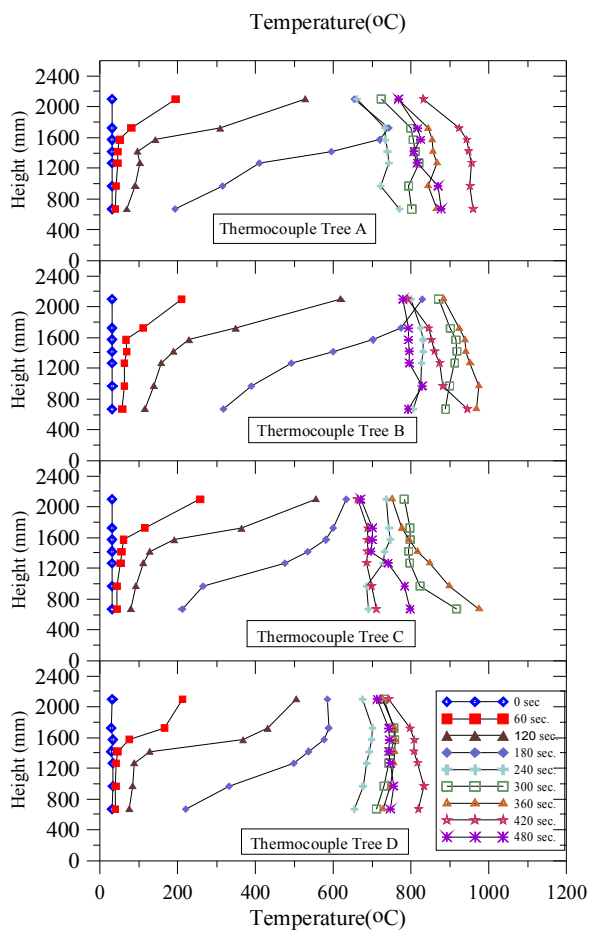 Temperature(oC)
2400
2000
1600
1200
800
400
0
Height (mm)
Thermocouple Tree A
2400
2000
1600
1200
800
400
0
Height (mm)
Thermocouple Tree B
2400
2000
1600
1200
800
400
0
Height (mm)
Thermocouple Tree C
2400
2000
1600
1200
800
400
0
Height (mm)
Thermocouple Tree D
0 sec
60 sec.
120 sec.
180 sec.
240 sec.
300 sec.
360 sec.
420 sec.
480 sec.
0 200 400 600 800 1000 1200
Temperature(oC)